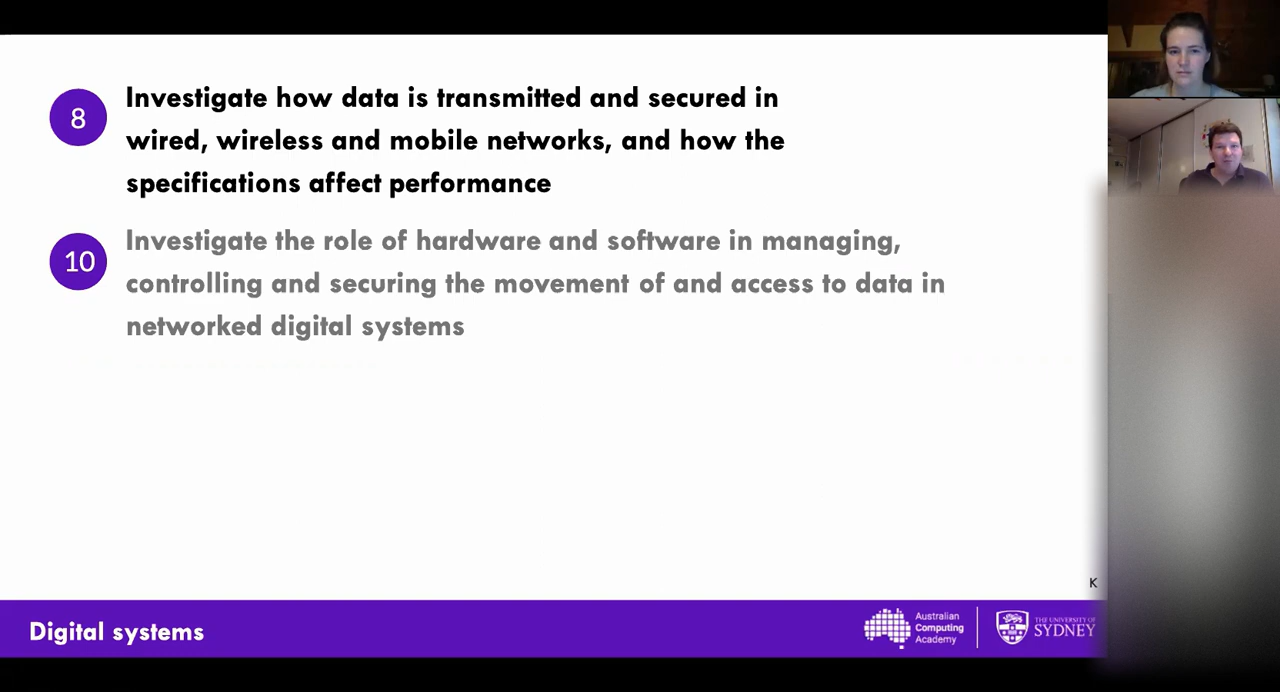 8
Investigate how data is transmitted and secured in
wired, wireless and mobile networks, and how the
specifications affect performance
10
Investigate the role of hardware and software in managing,
controlling and securing the movement of and access to data in
networked digital systems
K
Digital systems
Australian
Computing
Academy
THE UNIVERSITY OF
SYDNEY